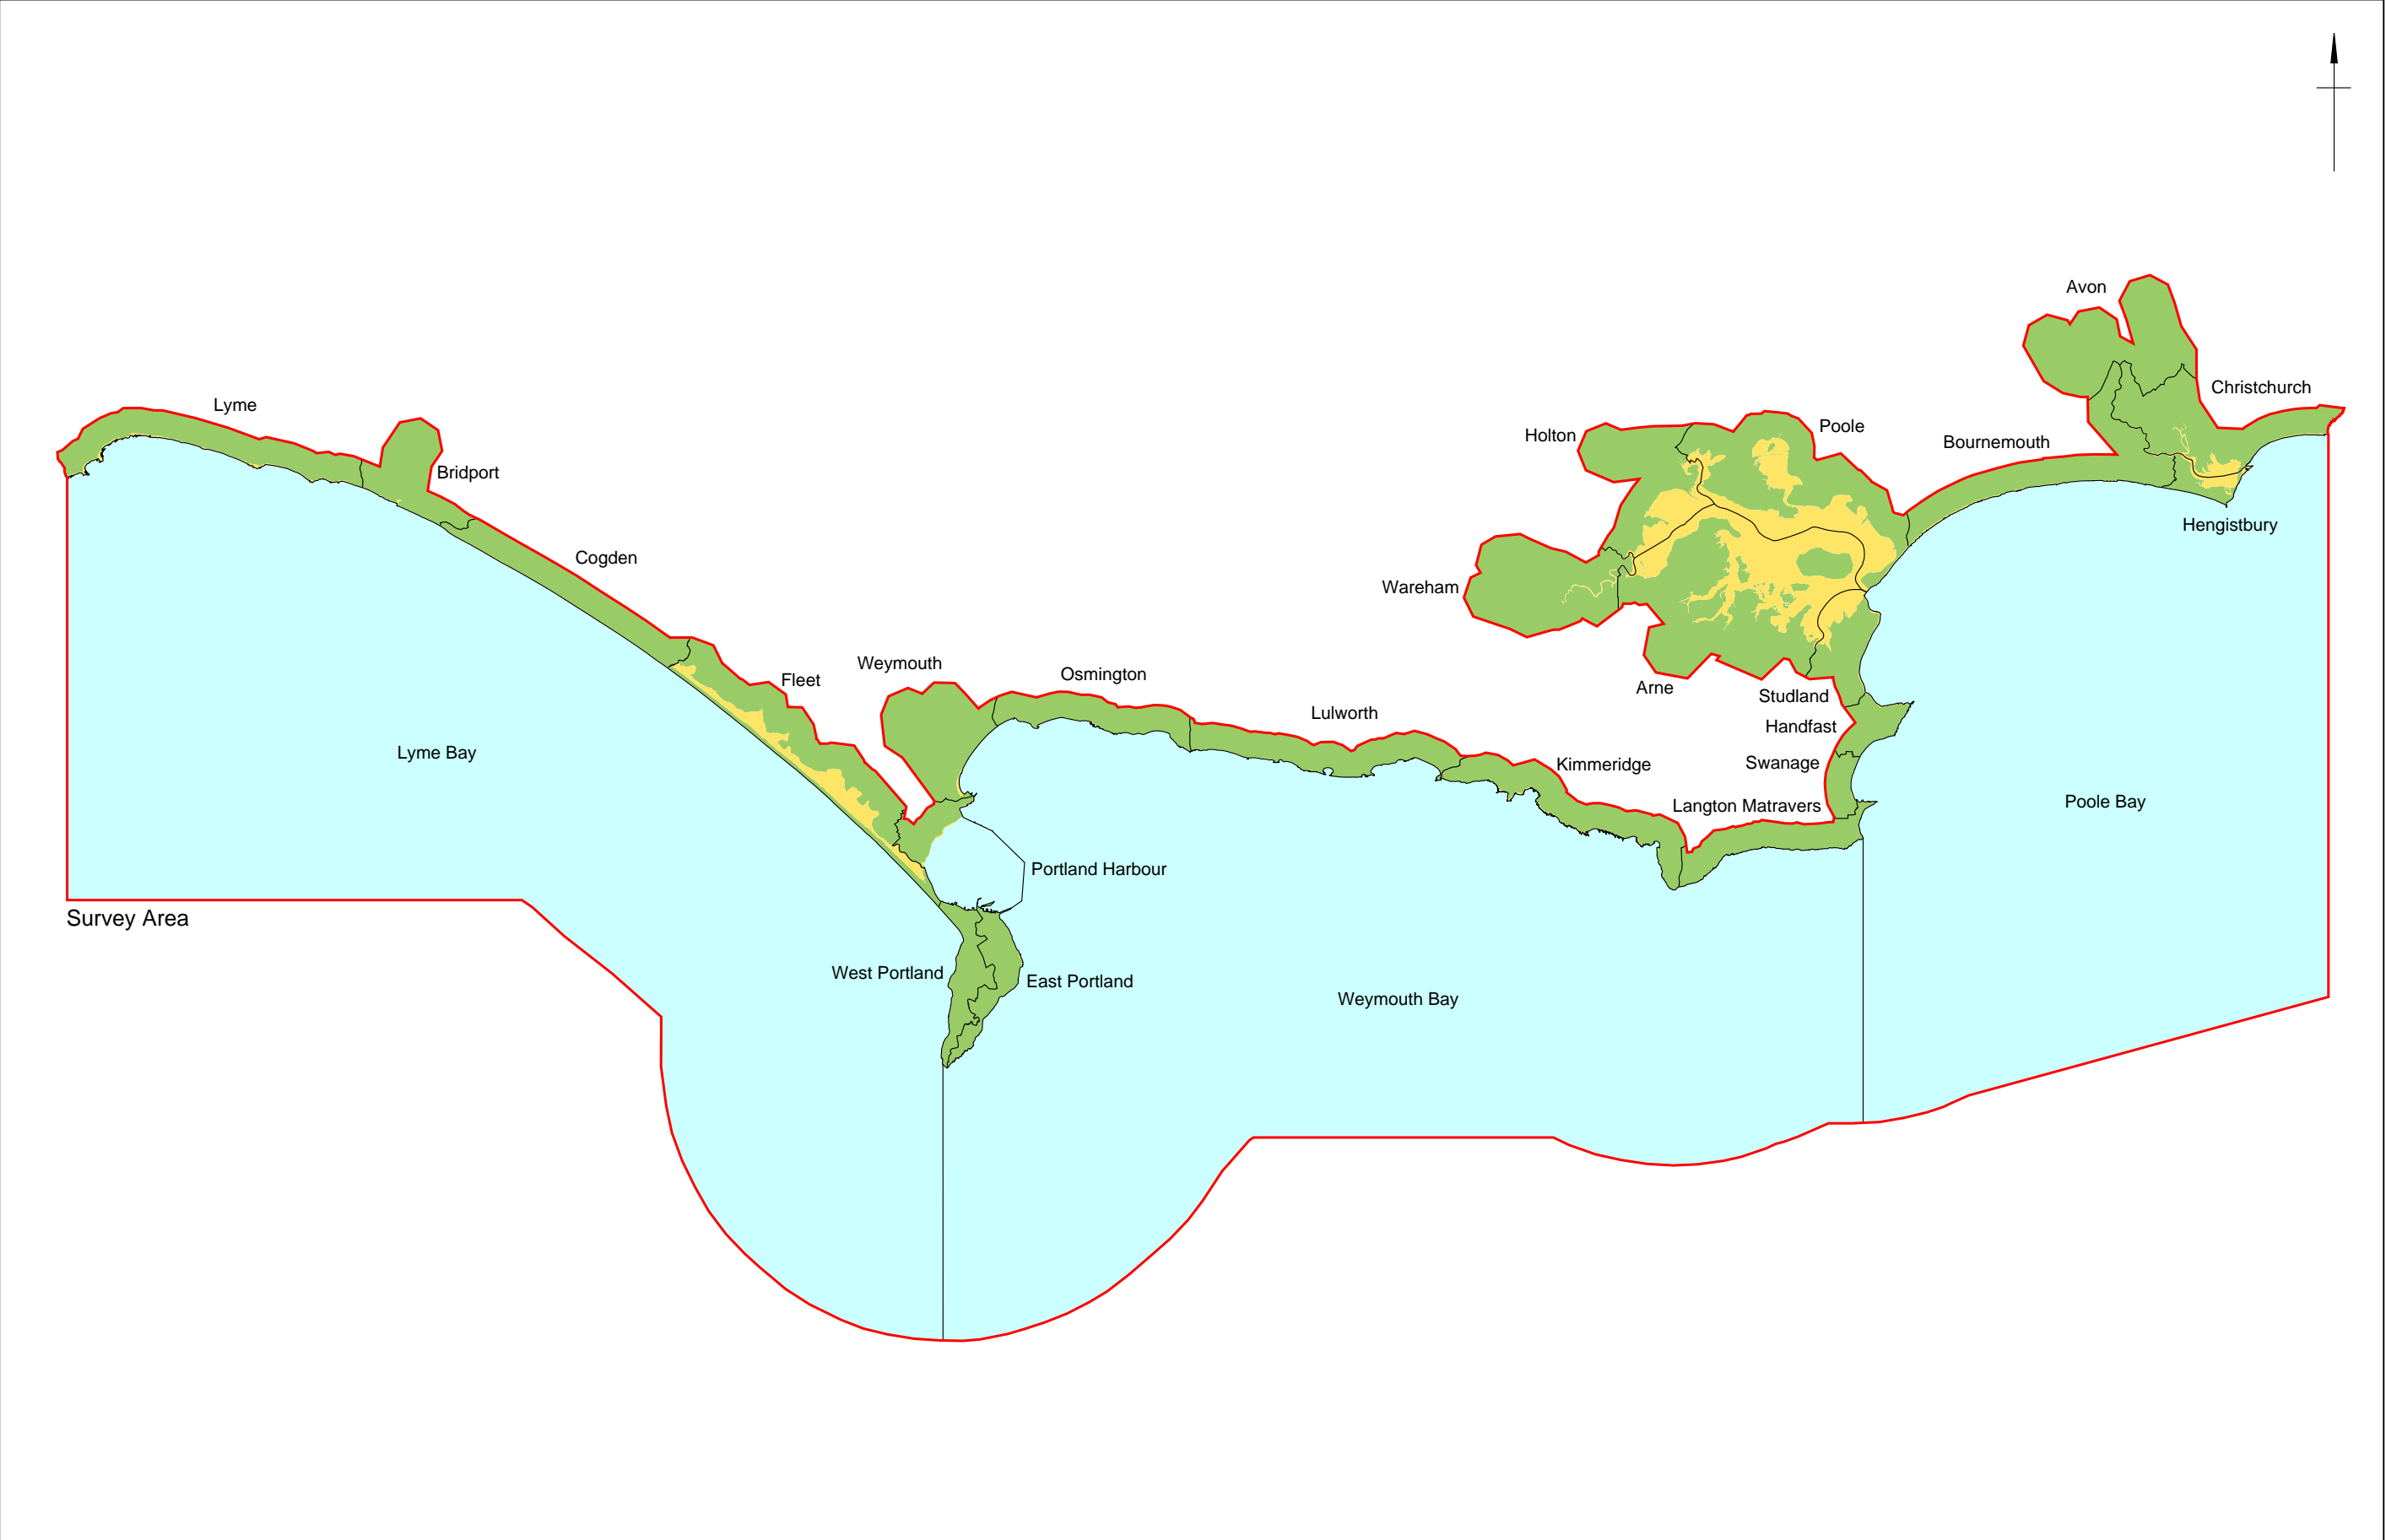 Avon
Christchurch
Lyme
Poole
Holton
Bournemouth
Bridport
Hengistbury
Cogden
Wareham
Weymouth
Osmington
Fleet
Arne
Studland
Lulworth
Handfast
Lyme Bay
Swanage
Kimmeridge
Langton Matravers
Poole Bay
Portland Harbour
Survey Area
West Portland
East Portland
Weymouth Bay